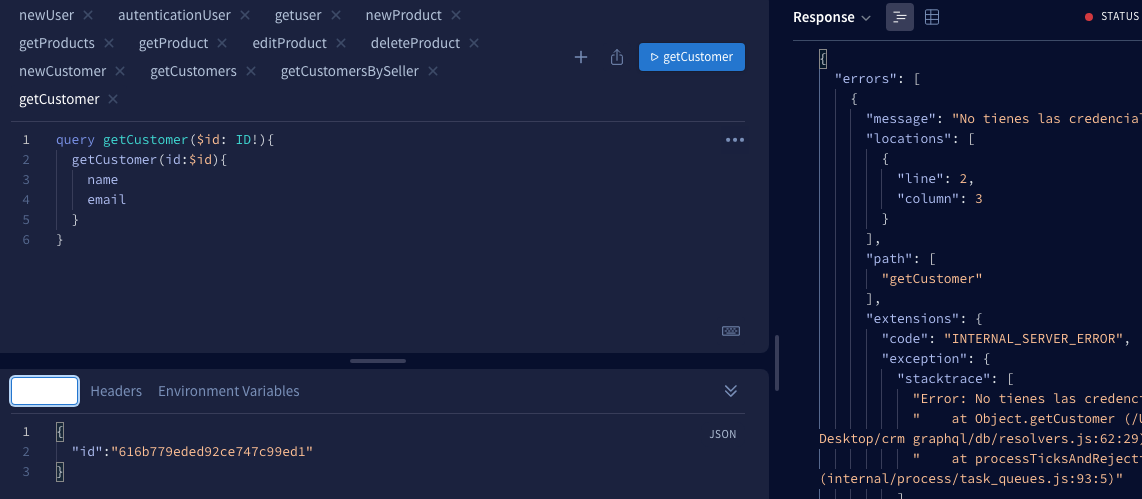 newUser autenticationUser getuser newProduct
getProducts getProduct editProduct deleteProduct
newCustomer getCustomers getCustomersBySeller
getCustomer
getCustomer
1 query getCustomer($id: ID!){
2 getCustomer(id:$id){
3 name
4 email
5 }
6 }
Headers Environment Variables
JSON
1 {
2 "id":"616b779eded92ce747c99ed1"
3 }
Response
STATUS
{
"errors": [
{
"message": "No tienes las credencia
"locations": [
{
"line": 2,
"column": 3
}
],
"path": [
"getCustomer"
],
"extensions": {
"code": "INTERNAL_SERVER_ERROR",
"exception": {
"stacktrace": [
"Error: No tienes las credenc
"    at Object.getCustomer (/U
Desktop/crm graphql/db/resolvers.js:62:29)
"    at processTicksAndRejecti
(internal/process/task_queues.js:93:5)"
]